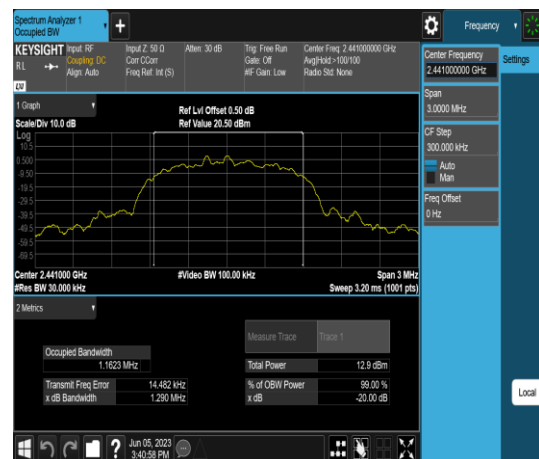 Spectrum Analyzer 1
Occupied BW
+
Frequency
KEYSIGHT Input: RF Input Z: 50 Ω Atten: 30 dB Trig: Free Run Center Freq: 2.441000000 GHz
RL Coupling: DC Corr CCorr Gate: Off Avg|Hold:>100/100
Align: Auto Freq Ref: Int (S) #IF Gain: Low Radio Std: None
LXI
Center Frequency
2.441000000 GHz
Settings
Span
3.0000 MHz
CF Step
300.000 kHz
Auto
Man
Freq Offset
0 Hz
1 Graph
Ref Lvl Offset 0.50 dB
Scale/Div 10.0 dB Ref Value 20.50 dBm
Log
10.5
0.500
-9.50
-19.5
-29.5
-39.5
-49.5
-59.5
-69.5
Center 2.441000 GHz #Video BW 100.00 kHz Span 3 MHz
#Res BW 30.000 kHz Sweep 3.20 ms (1001 pts)
2 Metrics
Measure Trace Trace 1
Occupied Bandwidth
1.1623 MHz Total Power 12.9 dBm
Transmit Freq Error 14.482 kHz % of OBW Power 99.00 %
x dB Bandwidth 1.290 MHz x dB -20.00 dB
Local
? Jun 05, 2023
3:40:58 PM